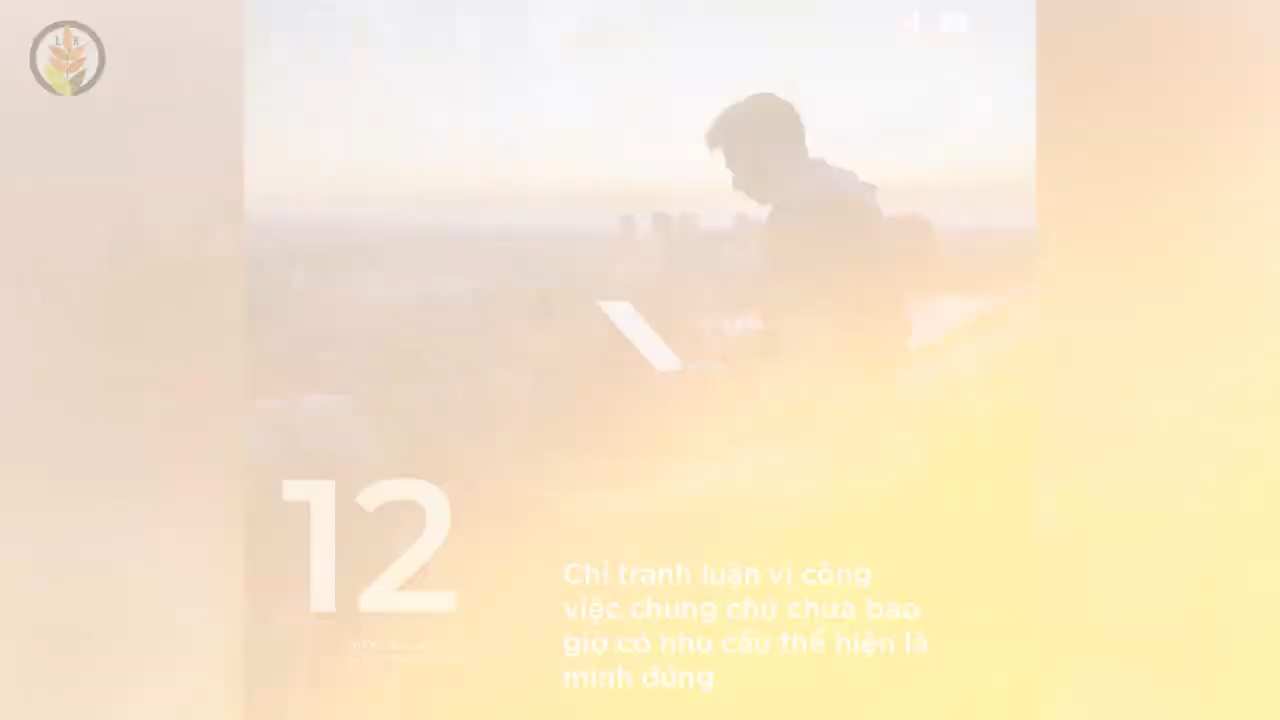 L R
12
Chỉ tranh luận vì công
việc chung chứ chưa bao
giờ có nhu cầu thể hiện là
mình đúng